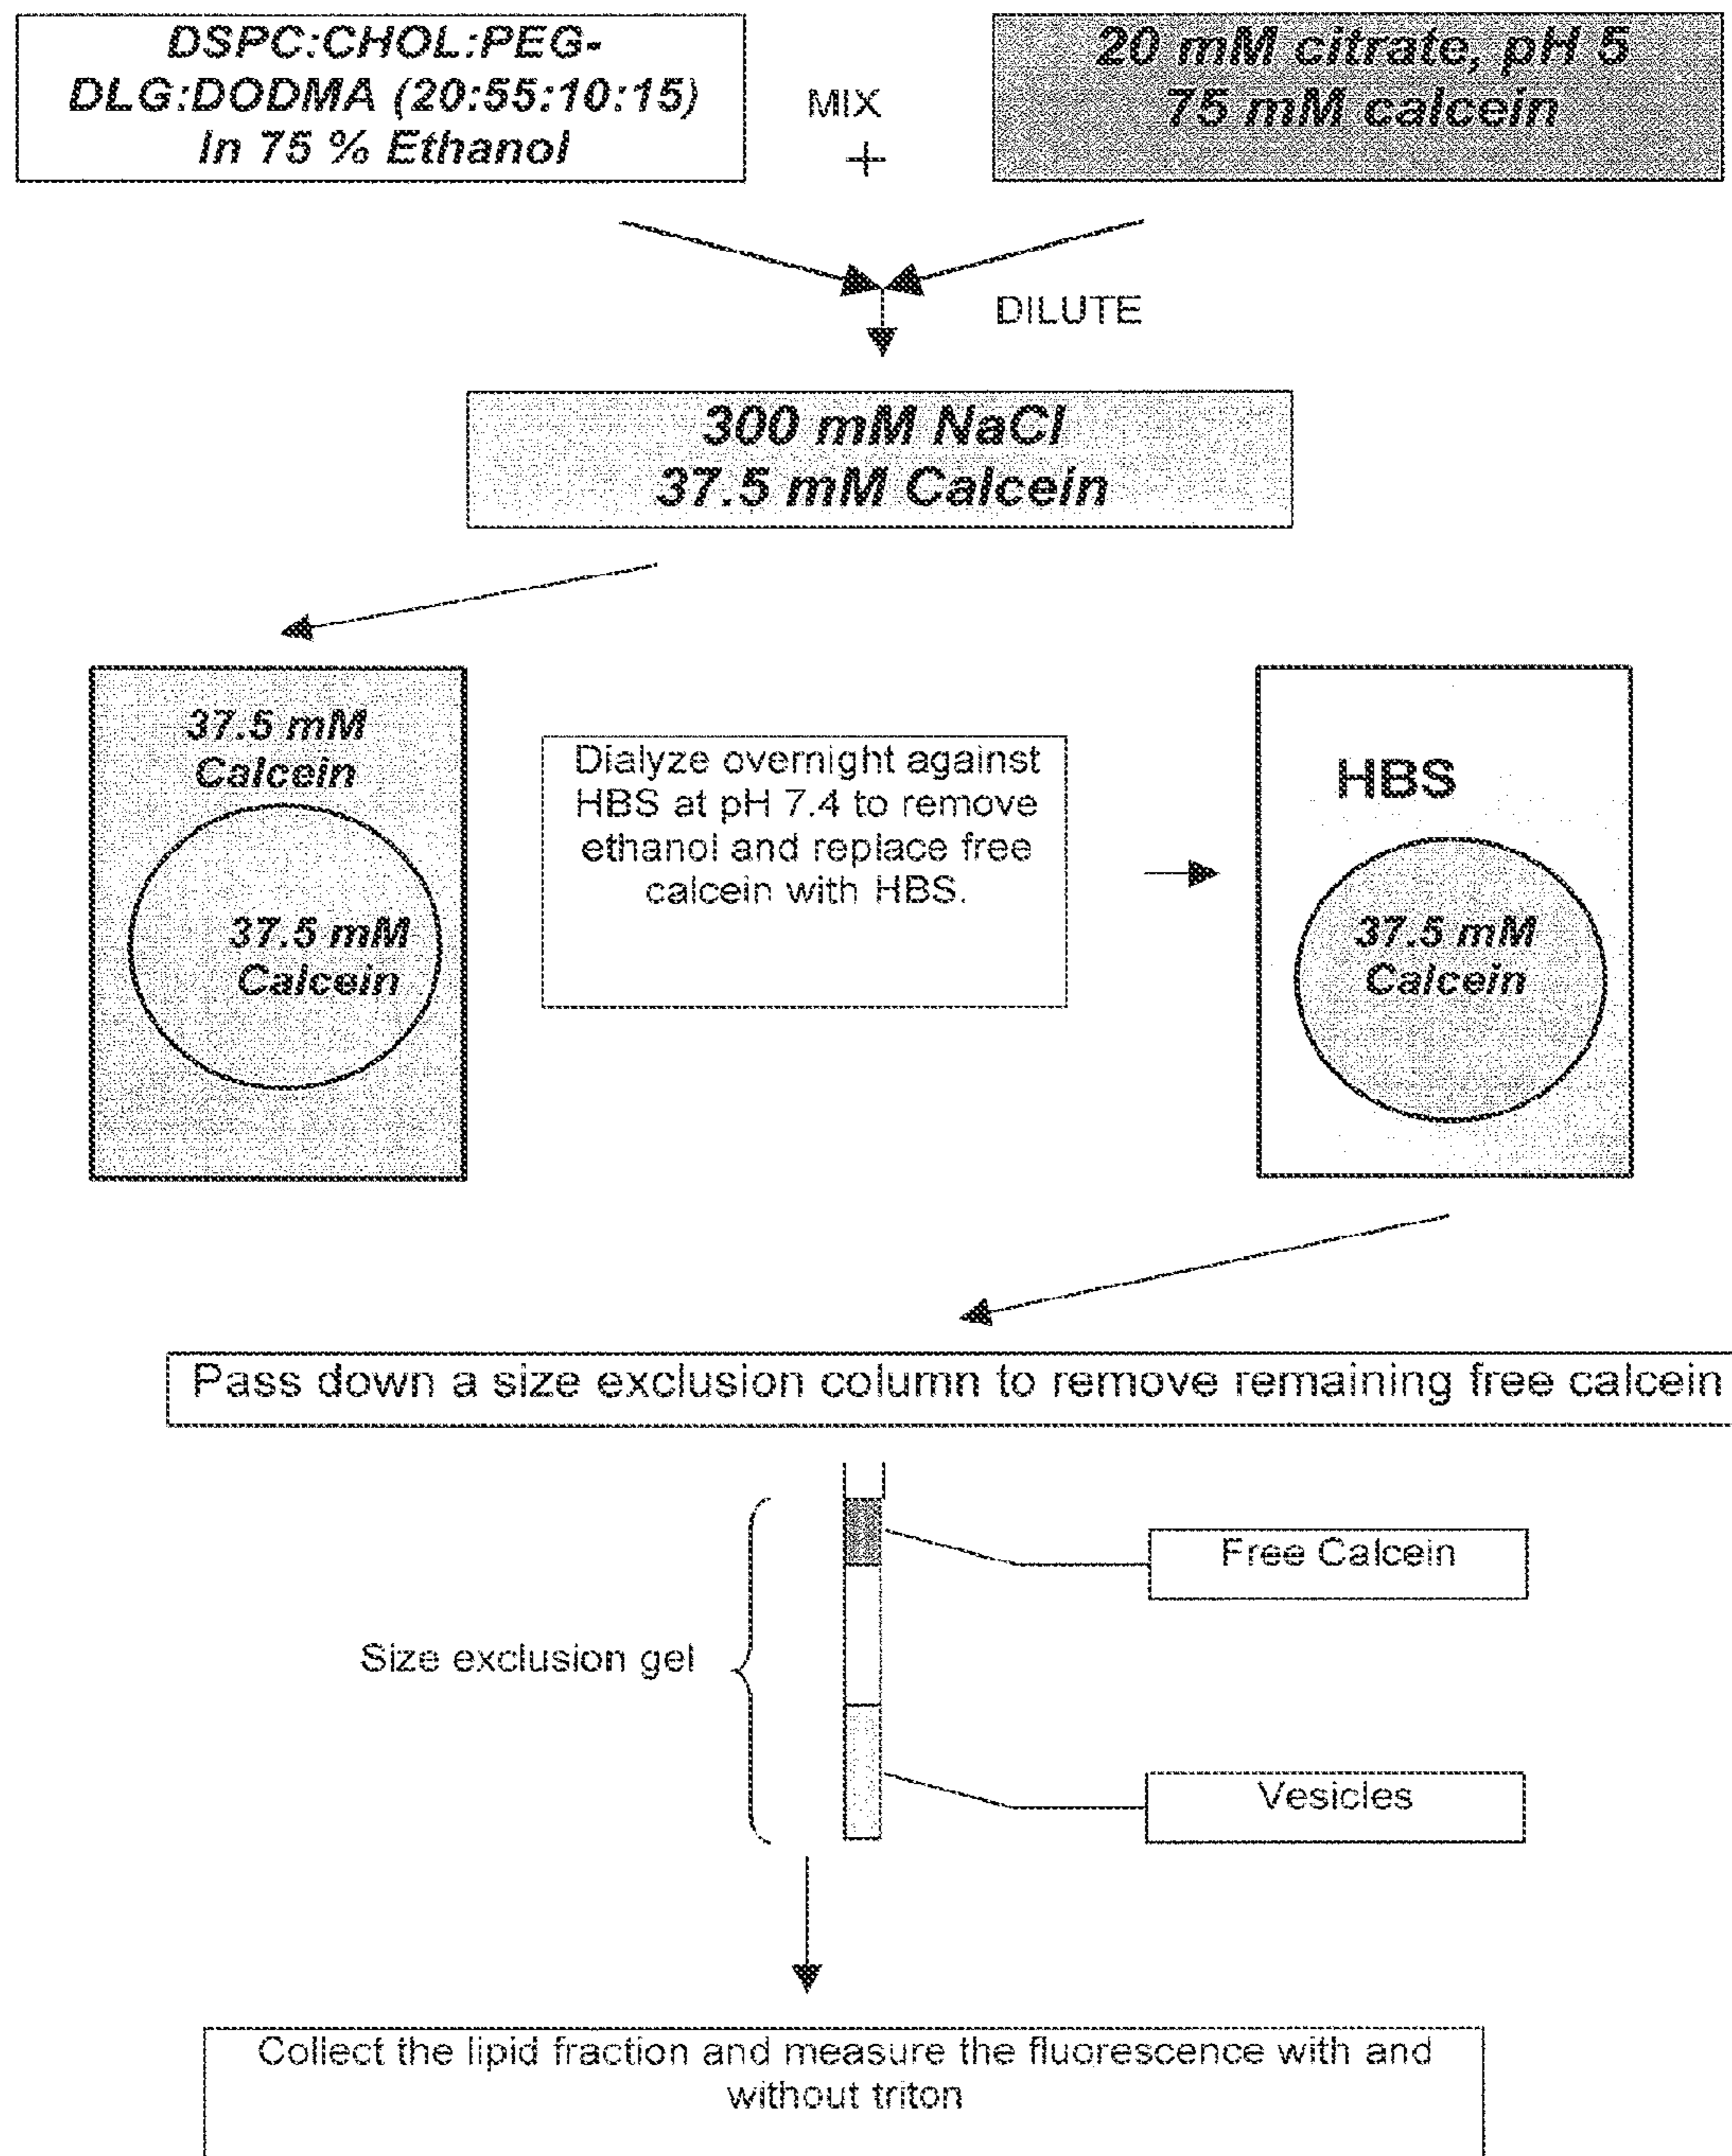 DSPC:CHOL:PEG-
DLG:DODMA (20:55:10:15)
In 75 % Ethanol
MIX
+
20 mM citrate, pH 5
75 mM calcein
DILUTE
300 mM NaCl
37.5 mM Calcein
37.5 mM
Calcein
37.5 mM
Calcein
Dialyze overnight against
HBS at pH 7.4 to remove
ethanol and replace free
calcein with HBS.
HBS
37.5 mM
Calcein
Pass down a size exclusion column to remove remaining free calcein
Free Calcein
Size exclusion gel
Vesicles
Collect the lipid fraction and measure the fluorescence with and
without triton